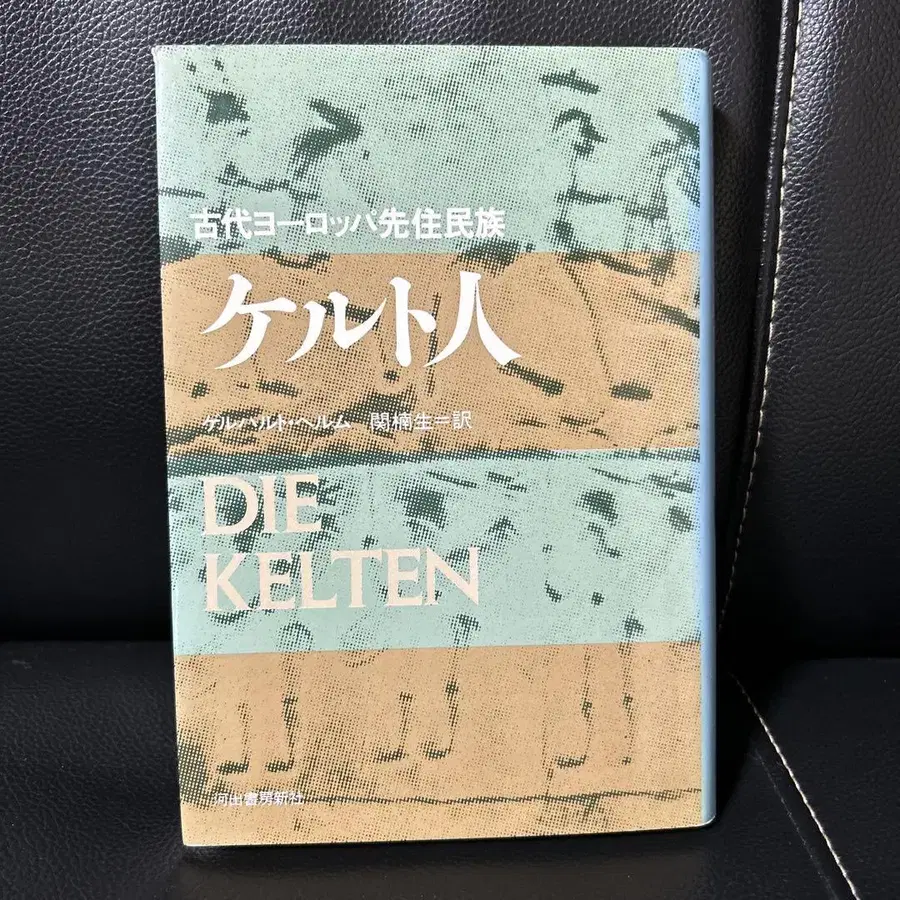 古代ヨーロッパ先住民族
ケルト人
ゲルハルト・ヘルム 関楠生=訳
DIE
KELTEN
河出書房新社